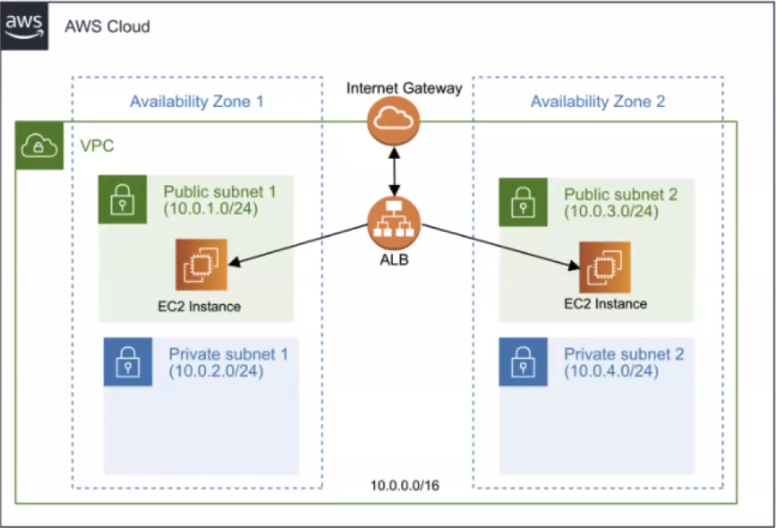 aws
AWS Cloud
Internet Gateway
Availability Zone 1
Availability Zone 2
VPC
Public subnet 1
(10.0.1.0/24)
Public subnet 2
(10.0.3.0/24)
ALB
EC2 Instance
EC2 Instance
Private subnet 1
(10.0.2.0/24)
Private subnet 2
(10.0.4.0/24)
10.0.0.0/16